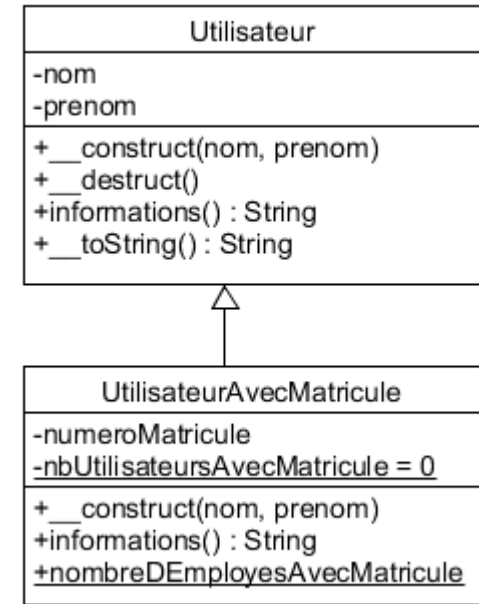 Utilisateur
-nom
-prenom
+__construct(nom, prenom)
+__destruct()
+informations() : String
+__toString() : String
UtilisateurAvecMatricule
-numeroMatricule
-nbUtilisateursAvecMatricule = 0
+__construct(nom, prenom)
+informations() : String
+nombreDEmployesAvecMatricule